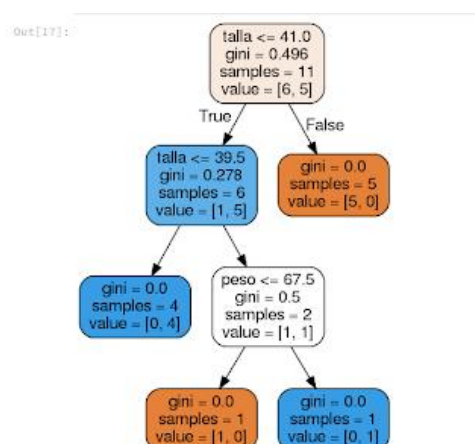 Out[17]:
talla <= 41.0
gini = 0.496
samples = 11
value = [6, 5]
True
False
talla <= 39.5
gini = 0.278
samples = 6
value = [1, 5]
gini = 0.0
samples = 5
value = [5, 0]
gini = 0.0
samples = 4
value = [0, 4]
peso <= 67.5
gini = 0.5
samples = 2
value = [1, 1]
gini = 0.0
samples = 1
value = [1, 0]
gini = 0.0
samples = 1
value = [0, 1]